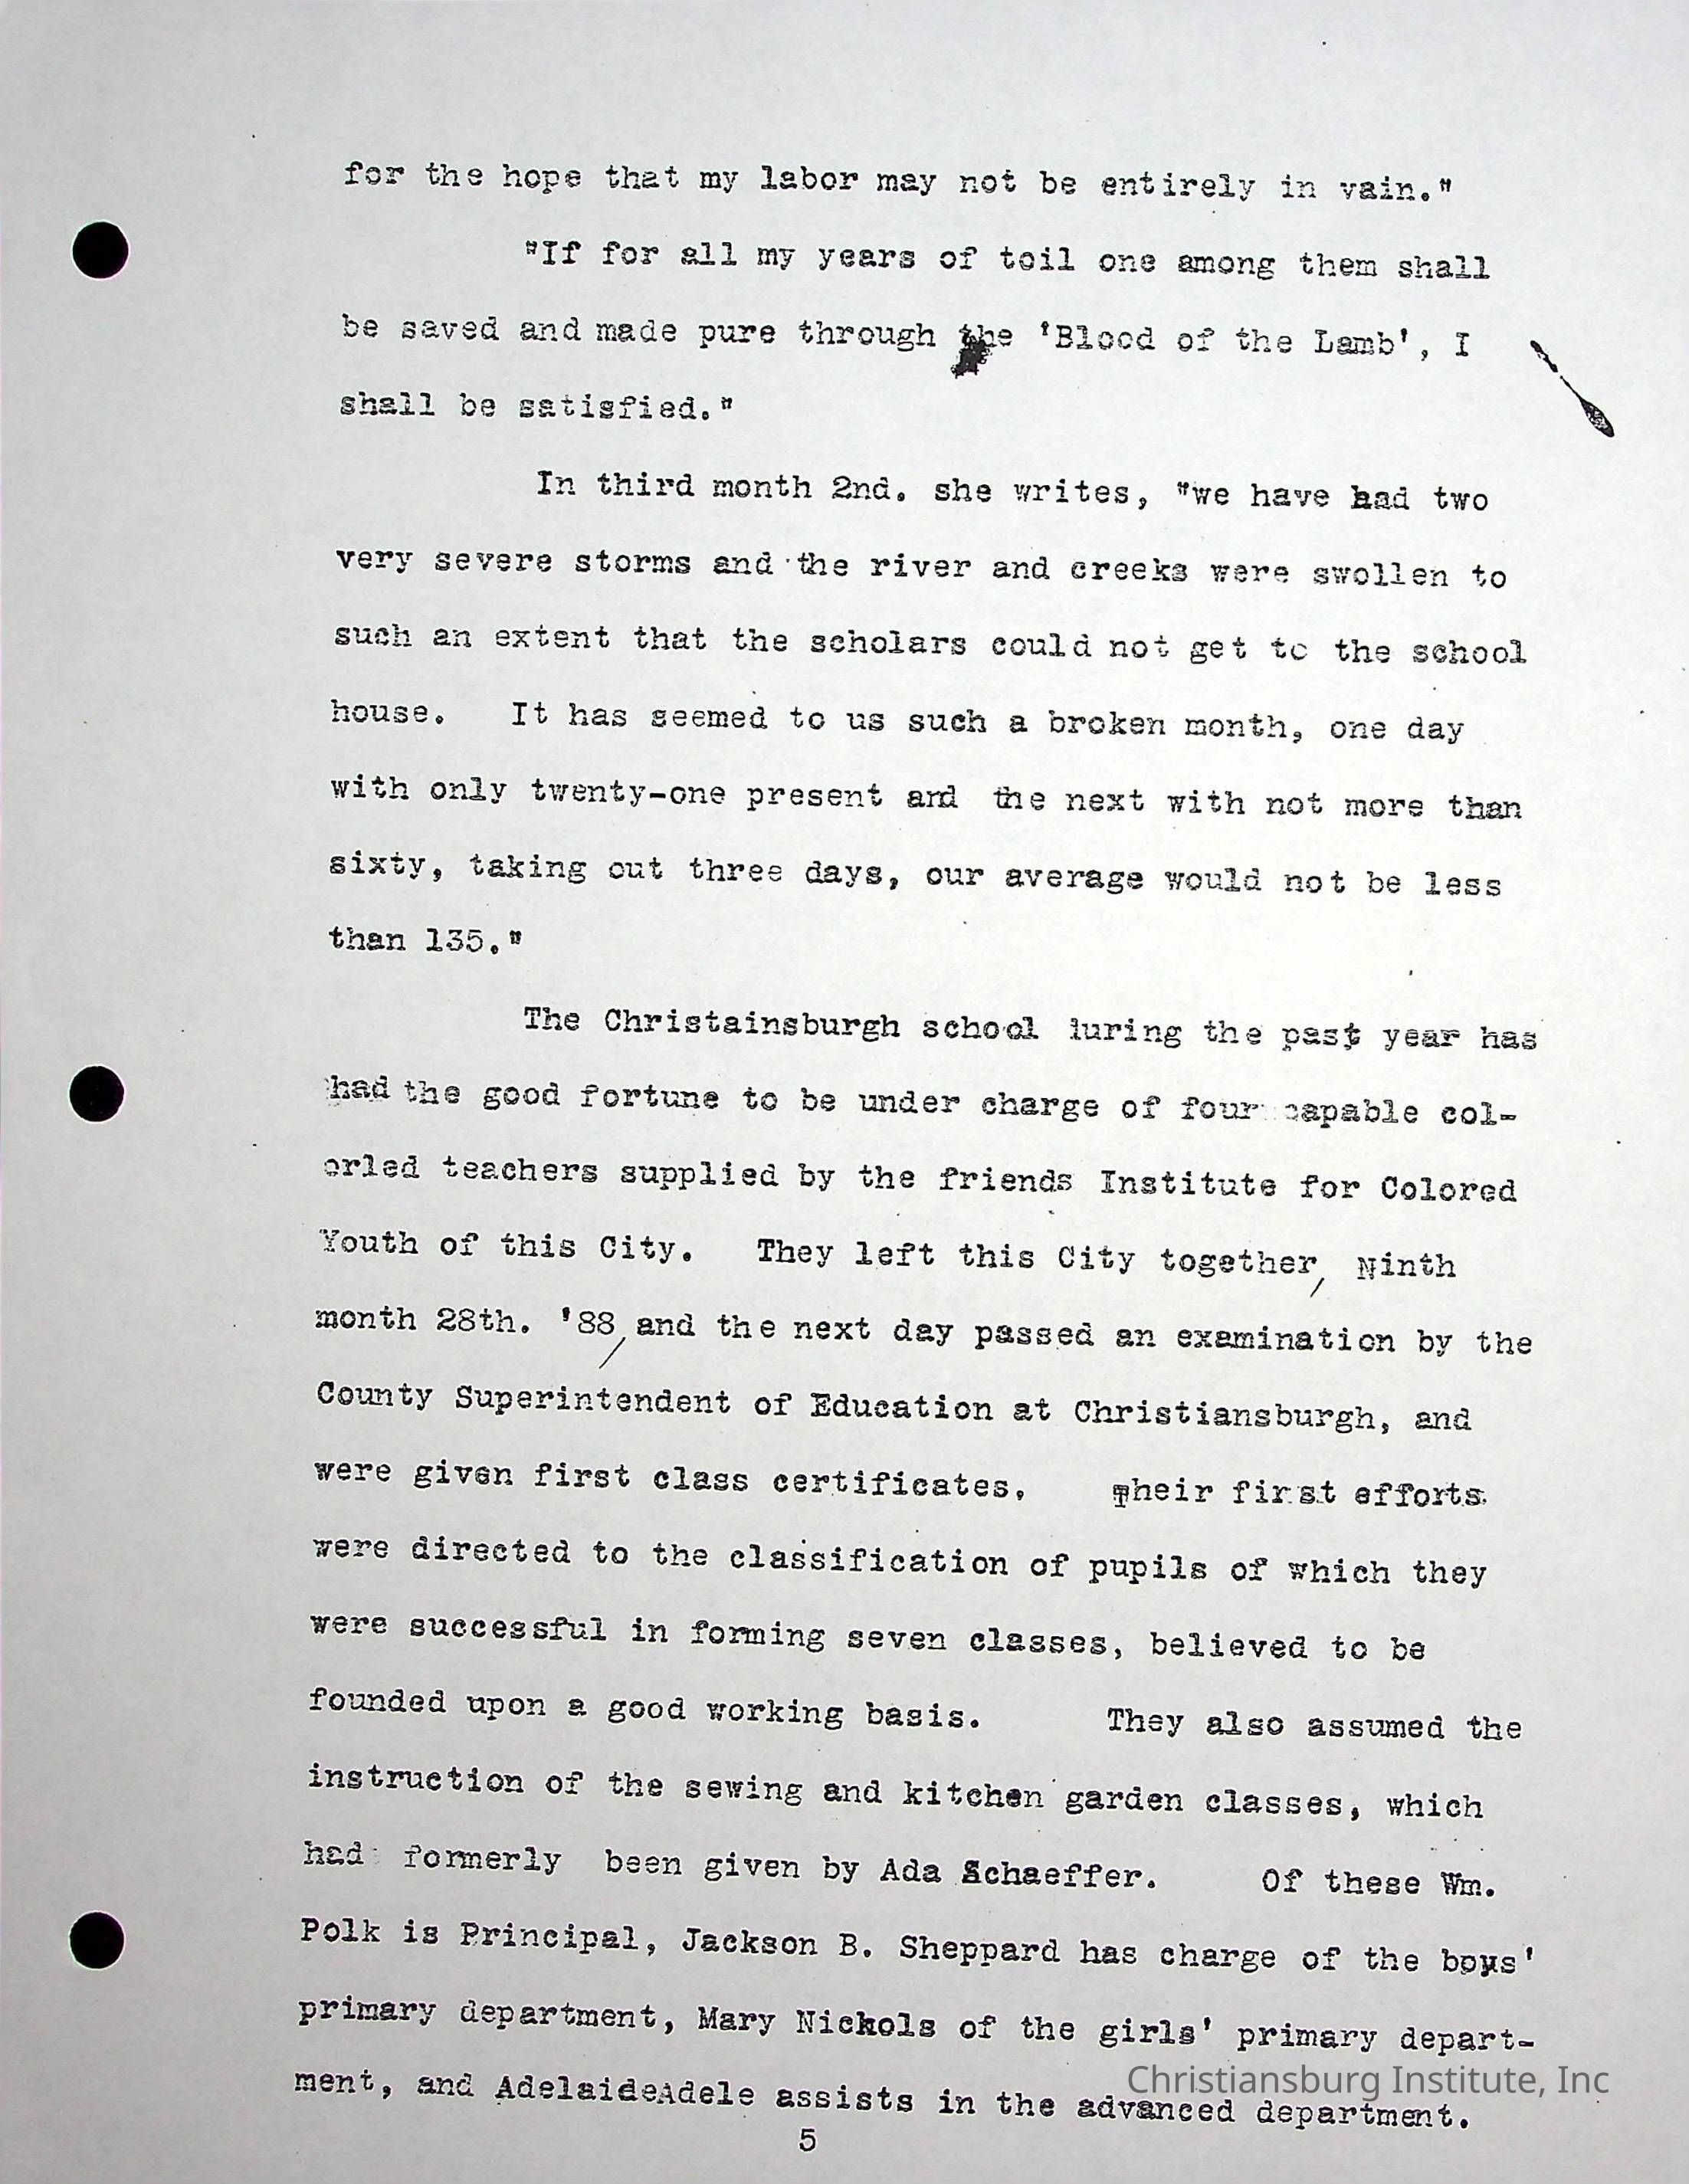 for the hope that my labor may not be entirely in vain."
"If for all my years of toil one among them shall
be saved and made pure through the 'Blood of the Lamb', I
shall be satisfied."
In third month 2nd. she writes, "we have had two
very severe storms and the river and creeks were swollen to
such an extent that the scholars could not get to the school
house. It has seemed to us such a broken month, one day
with only twenty-one present and the next with not more than
sixty, taking out three days, our average would not be less
than 135."
The Christainsburgh school luring the past year has
had the good fortune to be under charge of four capable col-
orled teachers supplied by the friends Institute for Colored
Youth of this City. They left this City together, Ninth
month 28th. '88, and the next day passed an examination by the
County Superintendent of Education at Christiansburgh, and
were given first class certificates. Their first efforts
were directed to the classification of pupils of which they
were successful in forming seven classes, believed to be
founded upon a good working basis. They also assumed the
instruction of the sewing and kitchen garden classes, which
had formerly been given by Ada Schaeffer. Of these Wm.
Polk is Principal, Jackson B. Sheppard has charge of the boys'
primary department, Mary Nickols of the girls' primary depart-
ment, and AdelaideAdele assists in the advanced department.
5
Christiansburg Institute, Inc